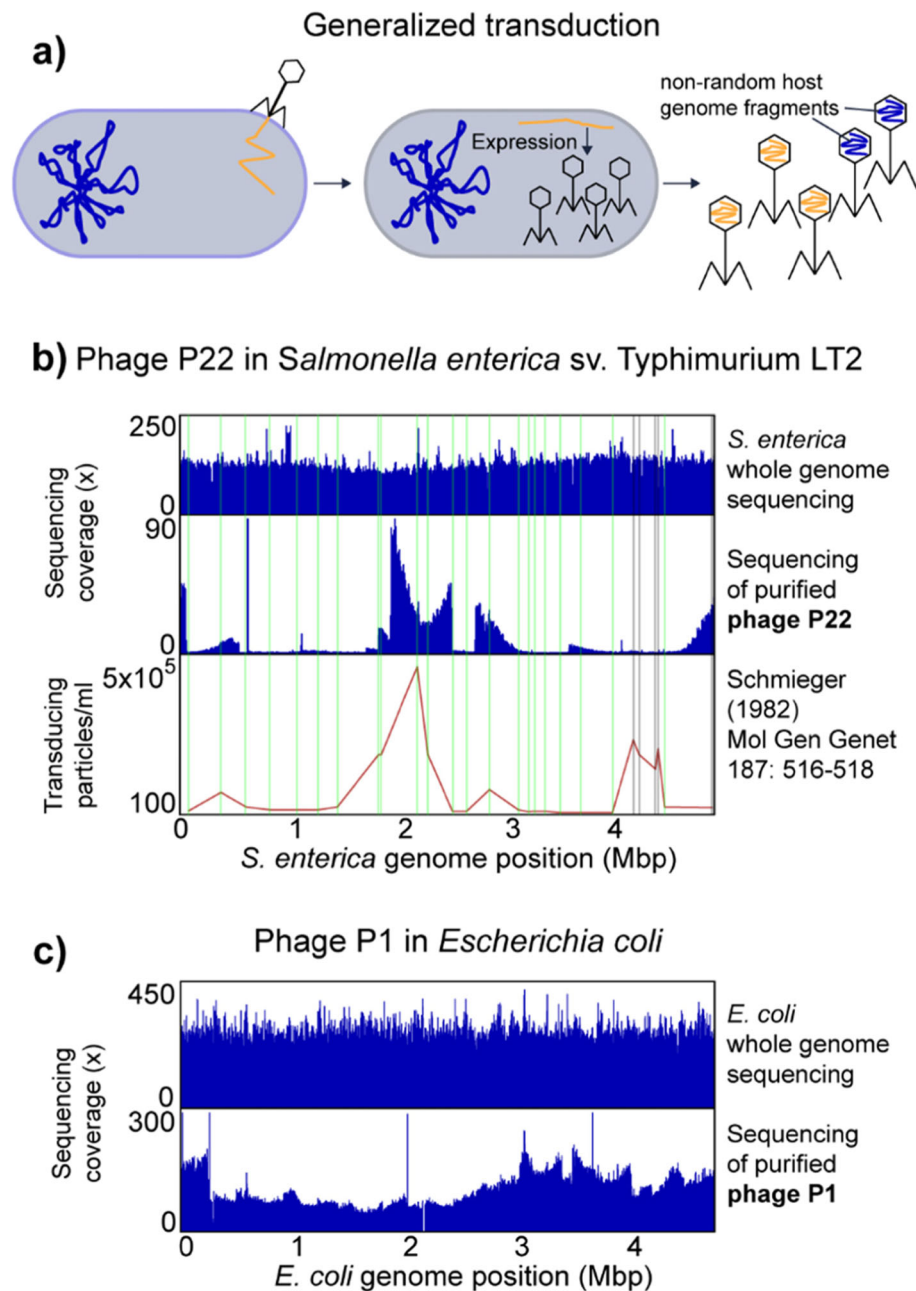 Generalized transduction
a)
non-random host
genome fragments
Expression
b) Phage P22 in Salmonella enterica sv. Typhimurium LT2
Sequencing
coverage (x)
250
0
S. enterica
whole genome
sequencing
90
0
Sequencing
of purified
phage P22
Transducing
particles/ml
5x10⁵
100
Schmieger
(1982)
Mol Gen Genet
187: 516-518
0 1 2 3 4
S. enterica genome position (Mbp)
c) Phage P1 in Escherichia coli
Sequencing
coverage (x)
450
0
E. coli
whole genome
sequencing
300
0
Sequencing
of purified
phage P1
0 1 2 3 4
E. coli genome position (Mbp)